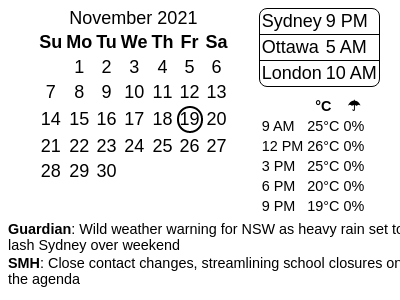 November 2021
Su Mo Tu We Th Fr Sa
1 2 3 4 5 6
7 8 9 10 11 12 13
14 15 16 17 18 19 20
21 22 23 24 25 26 27
28 29 30
Sydney 9 PM
Ottawa 5 AM
London 10 AM
°C ☂
9 AM 25°C 0%
12 PM 26°C 0%
3 PM 25°C 0%
6 PM 20°C 0%
9 PM 19°C 0%
Guardian: Wild weather warning for NSW as heavy rain set to
lash Sydney over weekend
SMH: Close contact changes, streamlining school closures on
the agenda